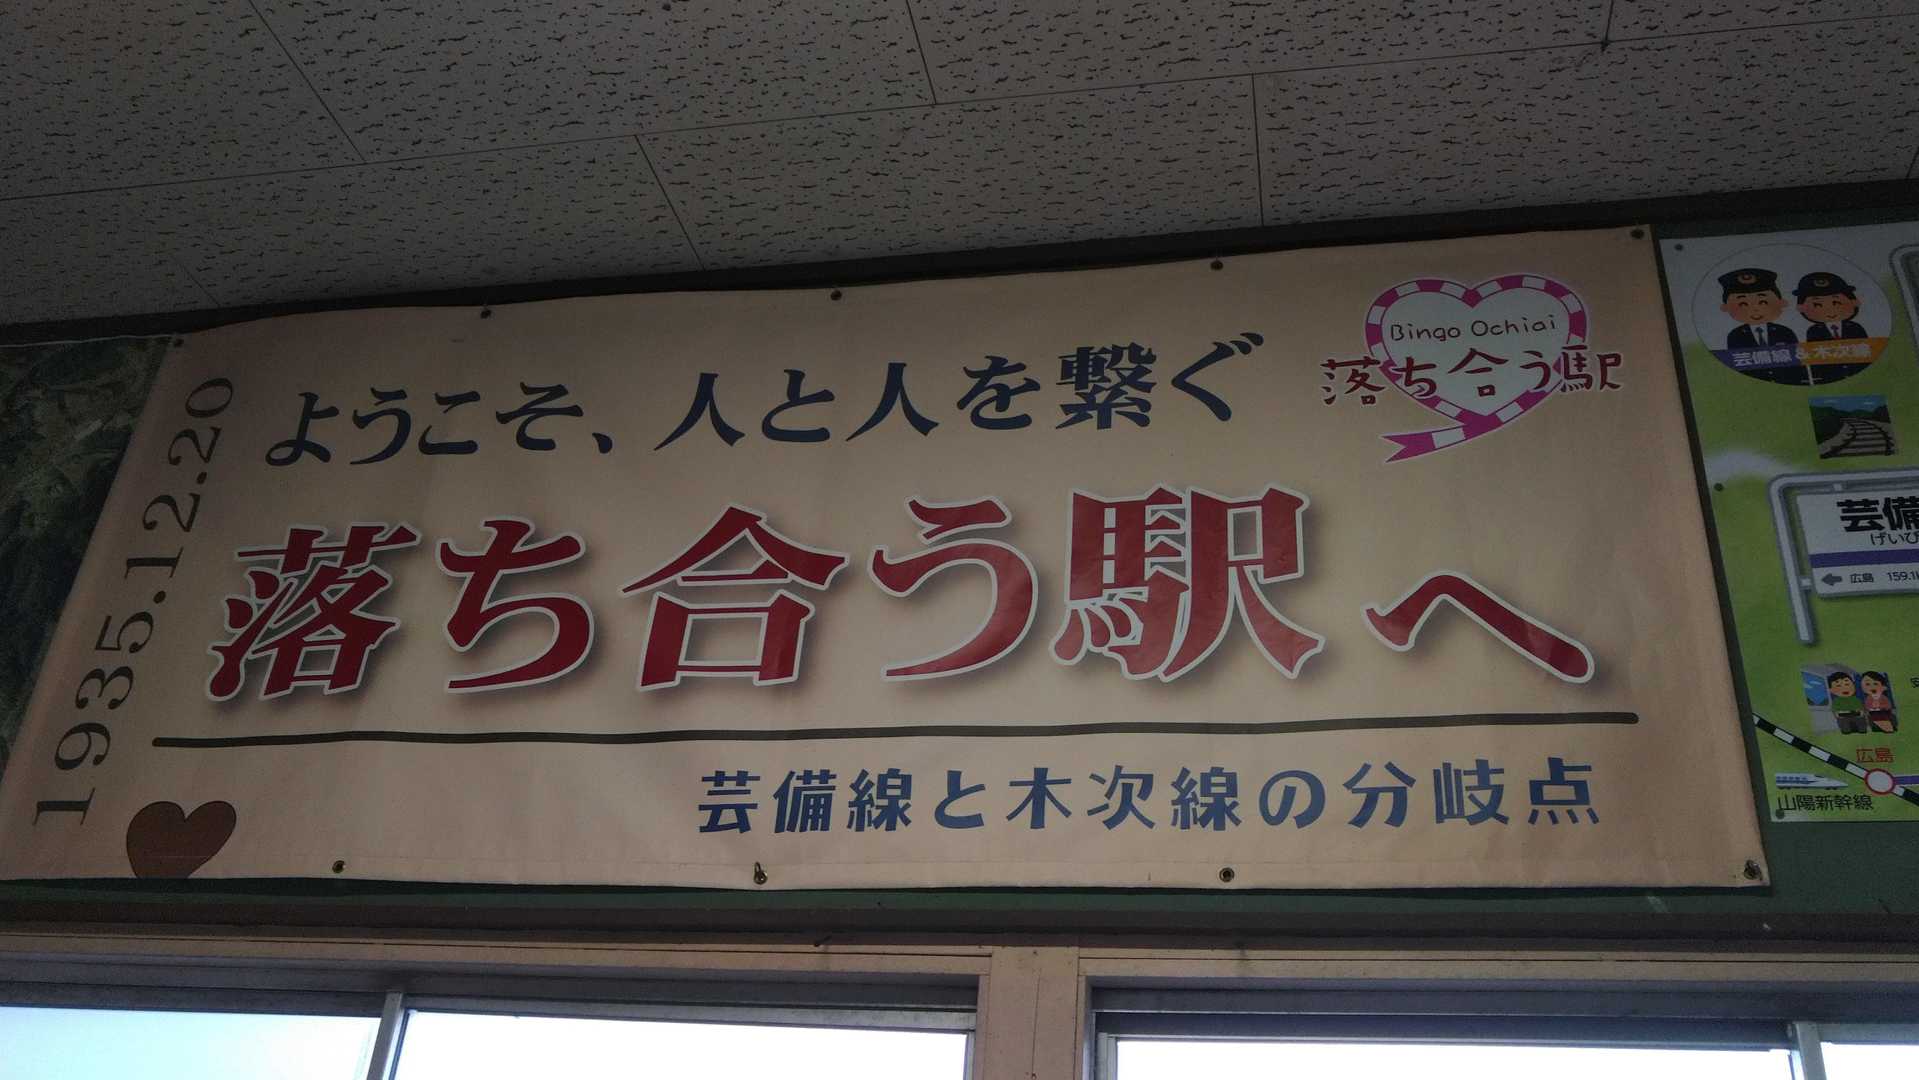 1935.12.20
ようこそ、人と人を繋ぐ
落ち合う駅へ
芸備線と木次線の分岐点
Bingo Ochiai
落ち合う駅
芸備線&木次線
芸備
げいび
広島 159.1
広島
山陽新幹線